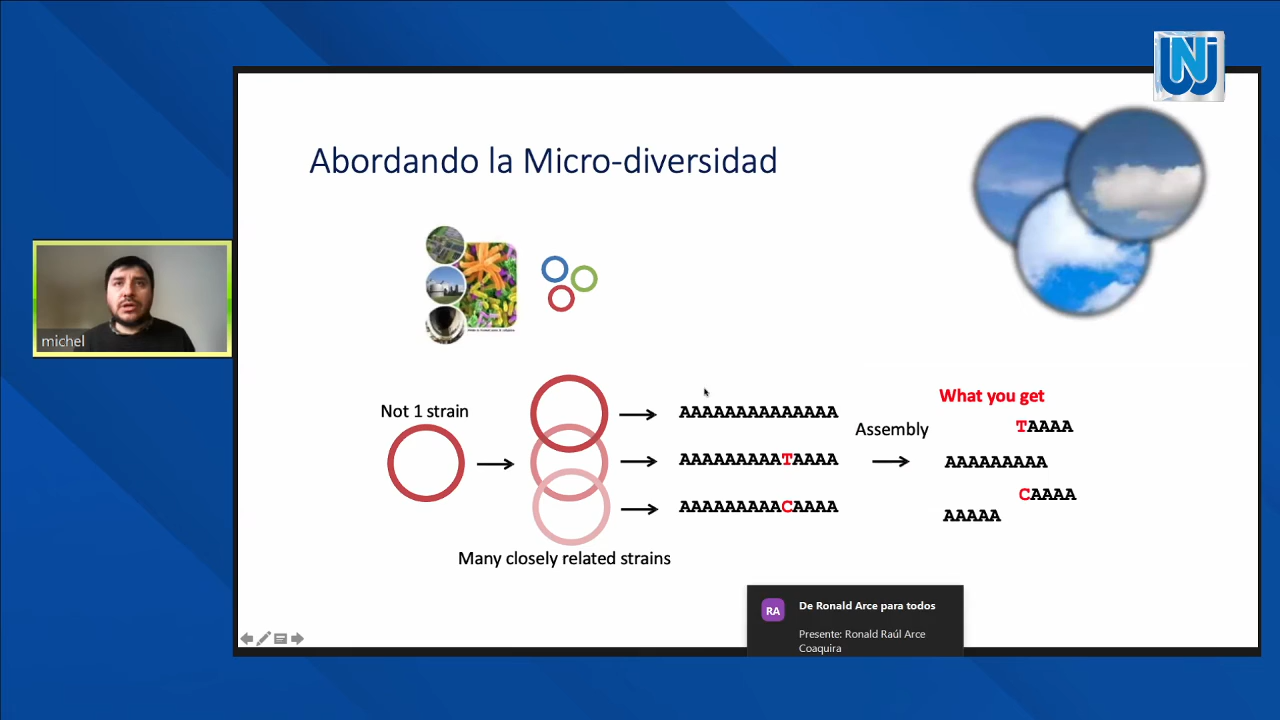 UNJ
Abordando la Micro-diversidad
michel
Not 1 strain
Many closely related strains
AAAAAAAAAAAAAA
AAAAAAAAATAAAA
AAAAAAAAACAAAA
Assembly
What you get
TAAAA
AAAAAAAAA
CAAAA
AAAAA
RA
De Ronald Arce para todos
Presente: Ronald Raúl Arce
Coaquira